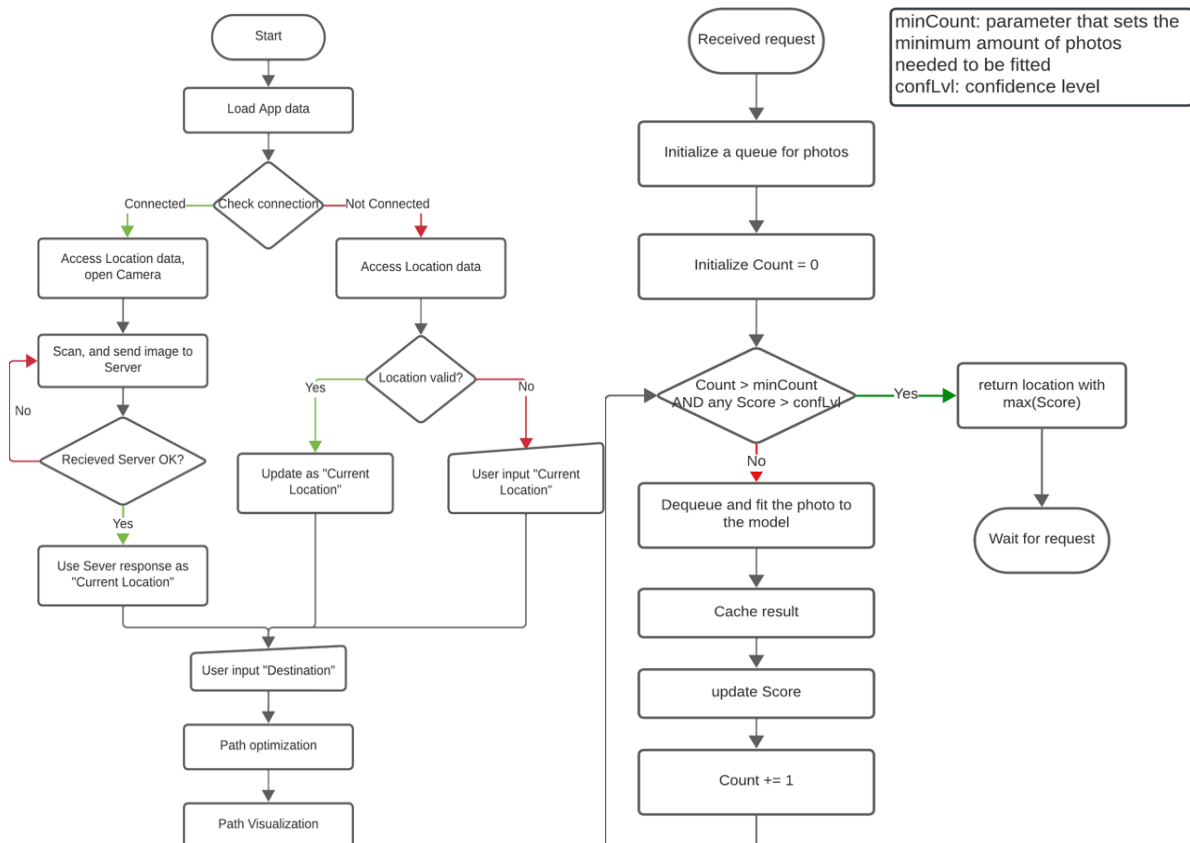 Start
Load App data
Check connection
Connected
Not Connected
Access Location data,
open Camera
Access Location data
Scan, and send image to
Server
Location valid?
No
Yes
No
Recieved Server OK?
Update as "Current
Location"
User input "Current
Location"
Yes
Use Sever response as
"Current Location"
User input "Destination"
Path optimization
Path Visualization
Received request
Initialize a queue for photos
Initialize Count = 0
Count > minCount
AND any Score > confLvl
Yes
return location with
max(Score)
Wait for request
No
Dequeue and fit the photo to
the model
Cache result
update Score
Count += 1
minCount: parameter that sets the
minimum amount of photos
needed to be fitted
confLvl: confidence level